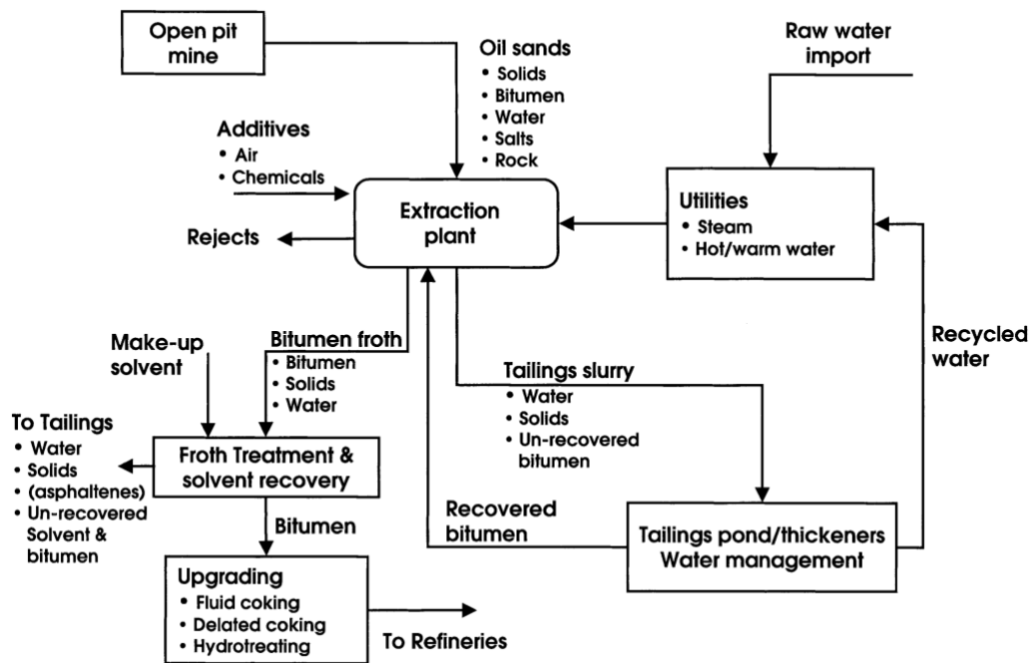 Open pit
mine
Oil sands
• Solids
• Bitumen
• Water
• Salts
• Rock
Raw water
import
Additives
• Air
• Chemicals
Extraction
plant
Utilities
• Steam
• Hot/warm water
Rejects
Make-up
solvent
Bitumen froth
• Bitumen
• Solids
• Water
Tailings slurry
• Water
• Solids
• Un-recovered
bitumen
Recycled
water
To Tailings
• Water
• Solids
• (asphaltenes)
• Un-recovered
Solvent &
bitumen
Froth Treatment &
solvent recovery
Bitumen
Recovered
bitumen
Tailings pond/thickeners
Water management
Upgrading
• Fluid coking
• Delated coking
• Hydrotreating
To Refineries